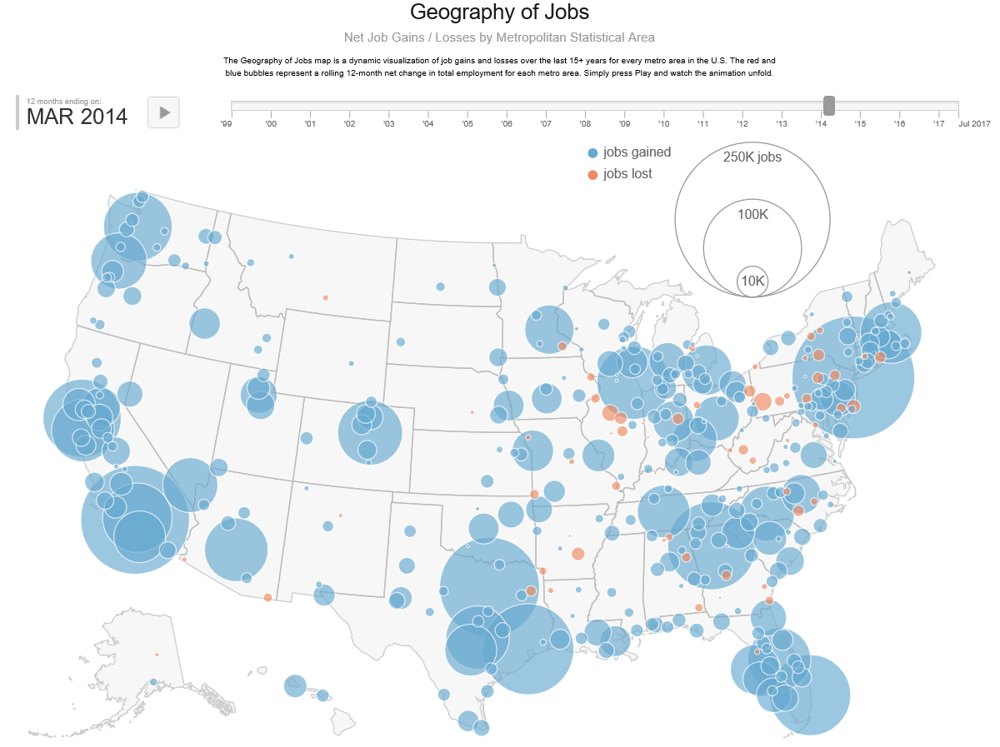 Geography of Jobs
Net Job Gains / Losses by Metropolitan Statistical Area
The Geography of Jobs map is a dynamic visualization of job gains and losses over the last 15+ years for every metro area in the U.S. The red and
blue bubbles represent a rolling 12-month net change in total employment for each metro area. Simply press Play and watch the animation unfold.
12 months ending on:
MAR 2014
'99 '00 '01 '02 '03 '04 '05 '06 '07 '08 '09 '10 '11 '12 '13 '14 '15 '16 '17 Jul 2017
jobs gained
jobs lost
250K jobs
100K
10K